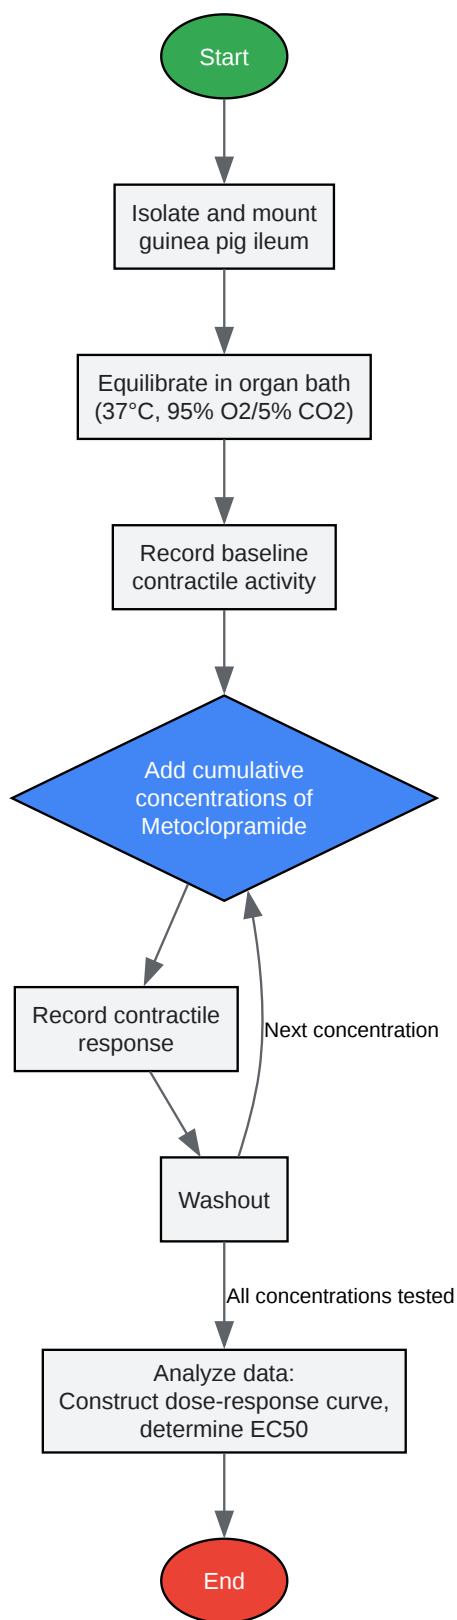 Start
Isolate and mount
guinea pig ileum
Equilibrate in organ bath
(37°C, 95% O2/5% CO2)
Record baseline
contractile activity
Add cumulative
concentrations of
Metoclopramide
Record contractile
response
Next concentration
Washout
All concentrations tested
Analyze data:
Construct dose-response curve,
determine EC50
End